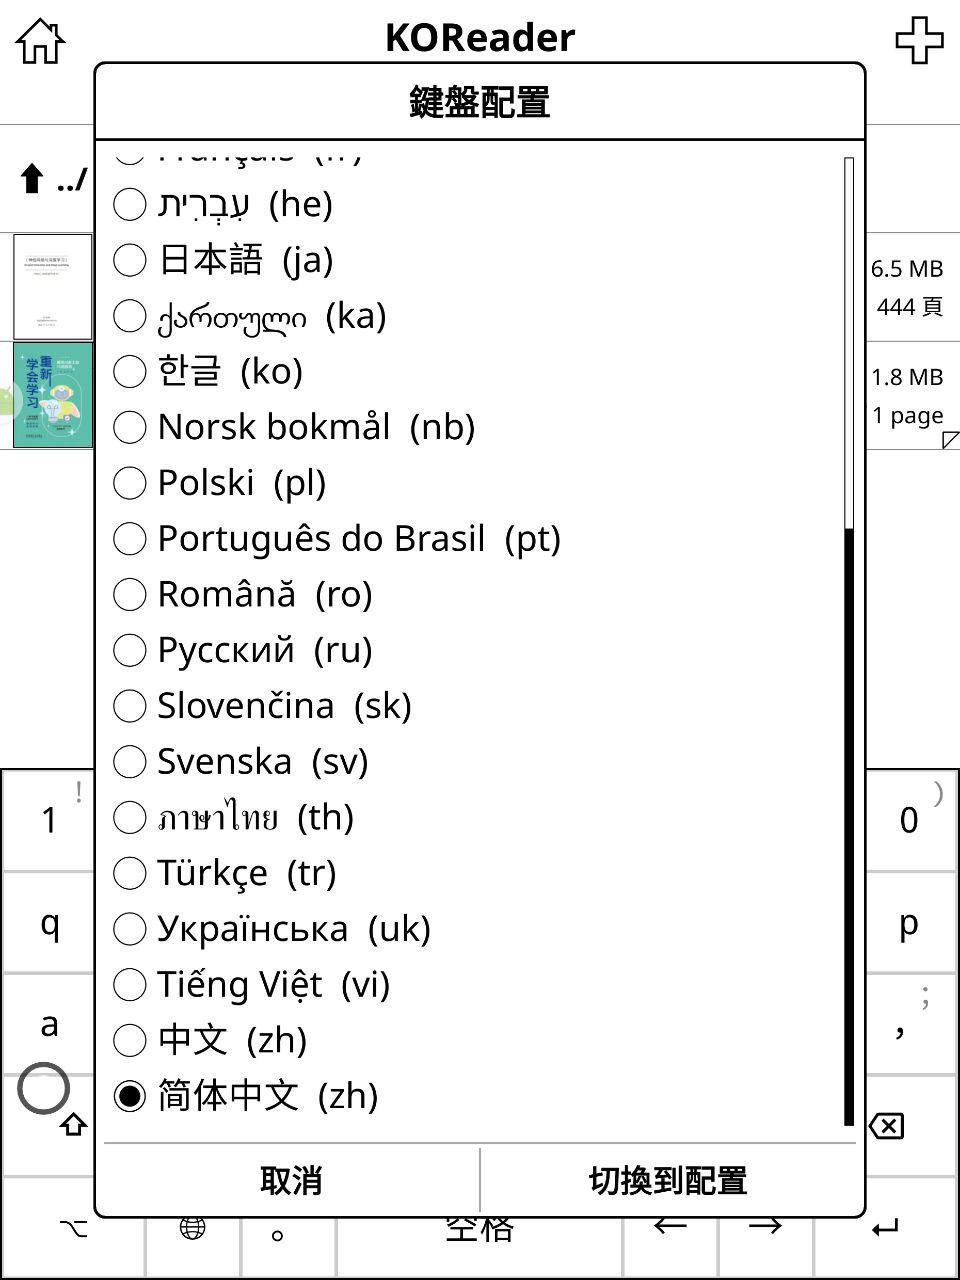 KOReader
鍵盤配置
../
Français (fr)
עִבְרִית (he)
日本語 (ja)
ქართული (ka)
한글 (ko)
Norsk bokmål (nb)
Polski (pl)
Português do Brasil (pt)
Română (ro)
Русский (ru)
Slovenčina (sk)
Svenska (sv)
ภาษาไทย (th)
Türkçe (tr)
Українська (uk)
Tiếng Việt (vi)
中文 (zh)
简体中文 (zh)
取消
切換到配置
6.5 MB
444 頁
重新
学会学习
1.8 MB
1 page
1 !
0 )
q
p
a
, ;
。
空格
← →